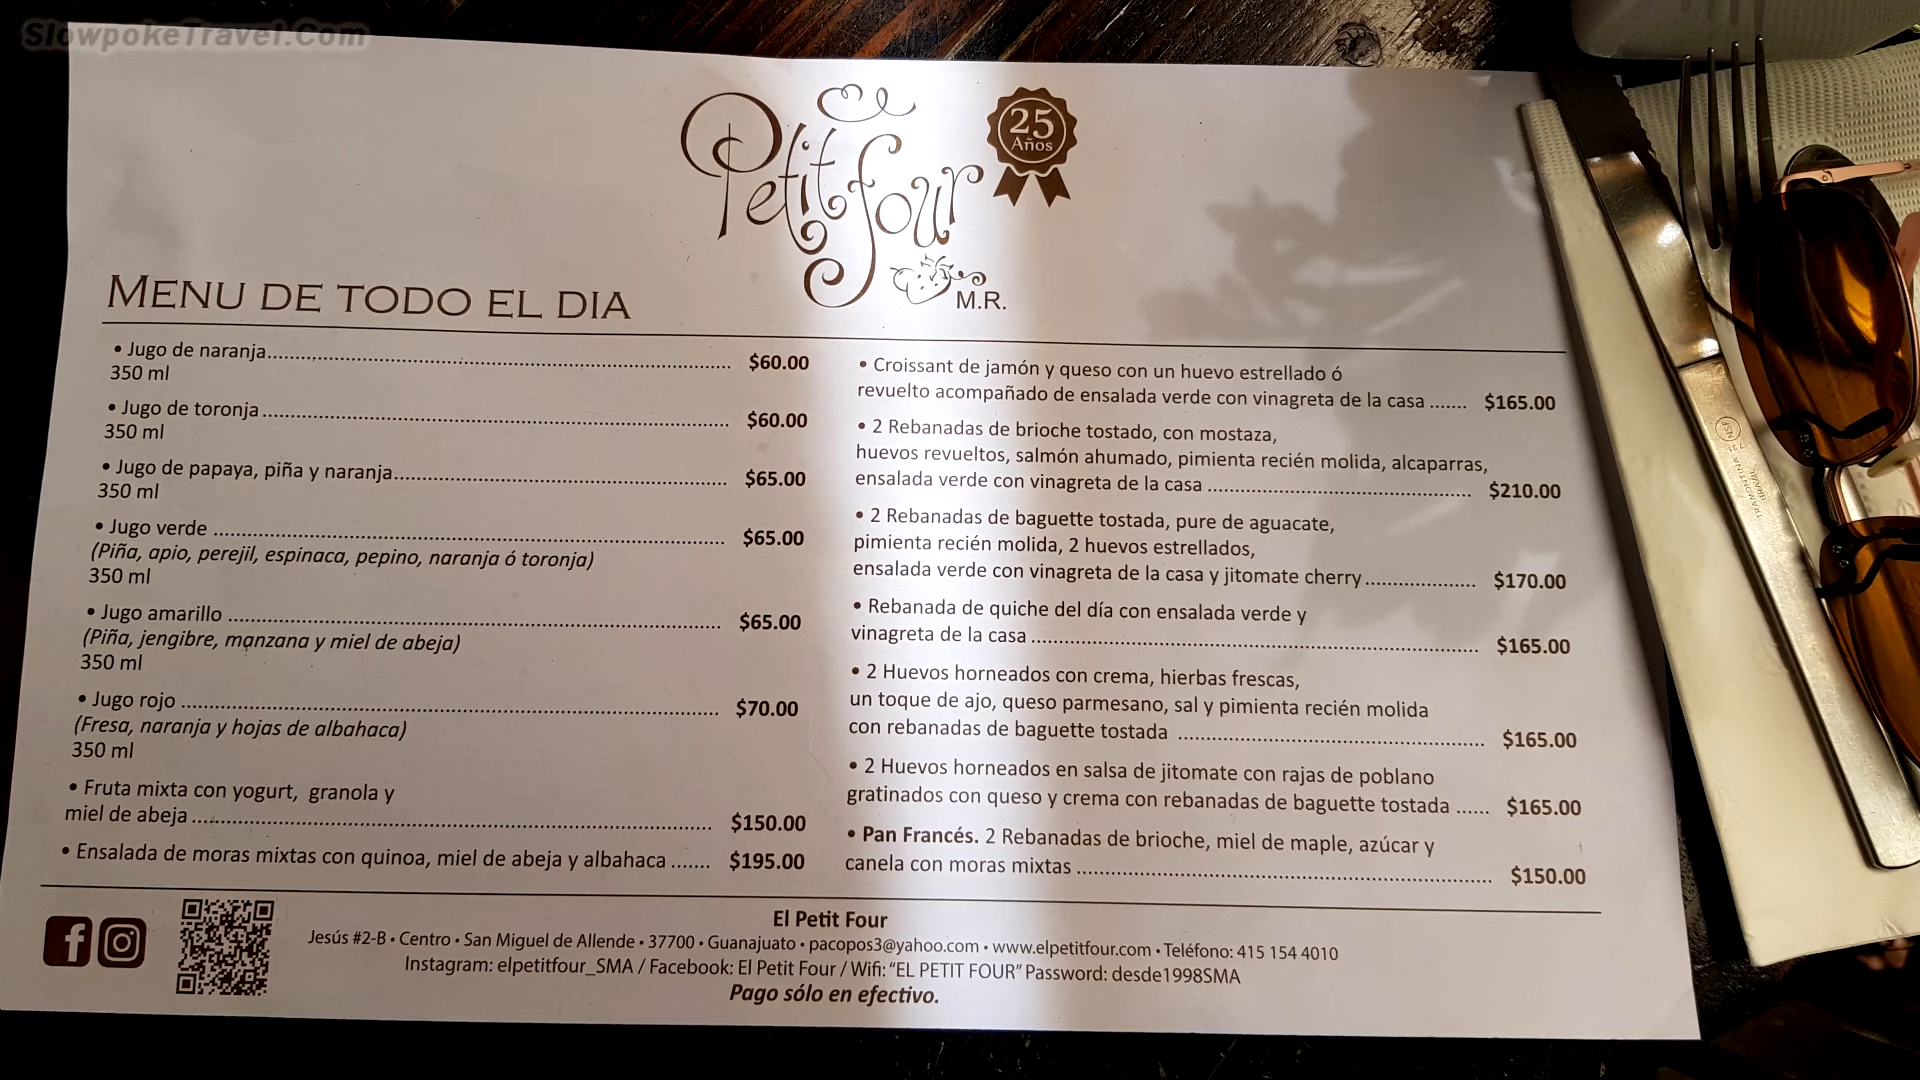 SlowpokeTravel.Com
El
Petit four
25
Años
M.R.
MENU DE TODO EL DIA
• Jugo de naranja.......... $60.00
350 ml
• Jugo de toronja.......... $60.00
350 ml
• Jugo de papaya, piña y naranja.......... $65.00
350 ml
• Jugo verde .......... $65.00
(Piña, apio, perejil, espinaca, pepino, naranja ó toronja)
350 ml
• Jugo amarillo .......... $65.00
(Piña, jengibre, manzana y miel de abeja)
350 ml
• Jugo rojo .......... $70.00
(Fresa, naranja y hojas de albahaca)
350 ml
• Fruta mixta con yogurt, granola y
miel de abeja .......... $150.00
• Ensalada de moras mixtas con quinoa, miel de abeja y albahaca ....... $195.00
• Croissant de jamón y queso con un huevo estrellado ó
revuelto acompañado de ensalada verde con vinagreta de la casa ....... $165.00
• 2 Rebanadas de brioche tostado, con mostaza,
huevos revueltos, salmón ahumado, pimienta recién molida, alcaparras,
ensalada verde con vinagreta de la casa .......... $210.00
• 2 Rebanadas de baguette tostada, pure de aguacate,
pimienta recién molida, 2 huevos estrellados,
ensalada verde con vinagreta de la casa y jitomate cherry.......... $170.00
• Rebanada de quiche del día con ensalada verde y
vinagreta de la casa .......... $165.00
• 2 Huevos horneados con crema, hierbas frescas,
un toque de ajo, queso parmesano, sal y pimienta recién molida
con rebanadas de baguette tostada .......... $165.00
• 2 Huevos horneados en salsa de jitomate con rajas de poblano
gratinados con queso y crema con rebanadas de baguette tostada ...... $165.00
• Pan Francés. 2 Rebanadas de brioche, miel de maple, azúcar y
canela con moras mixtas .......... $150.00
El Petit Four
Jesús #2-B • Centro • San Miguel de Allende • 37700 • Guanajuato • pacopos3@yahoo.com • www.elpetitfour.com • Teléfono: 415 154 4010
Instagram: elpetitfour_SMA / Facebook: El Petit Four / Wifi: "EL PETIT FOUR" Password: desde1998SMA
Pago sólo en efectivo.
NSF
TRAMONTINA
BRASIL